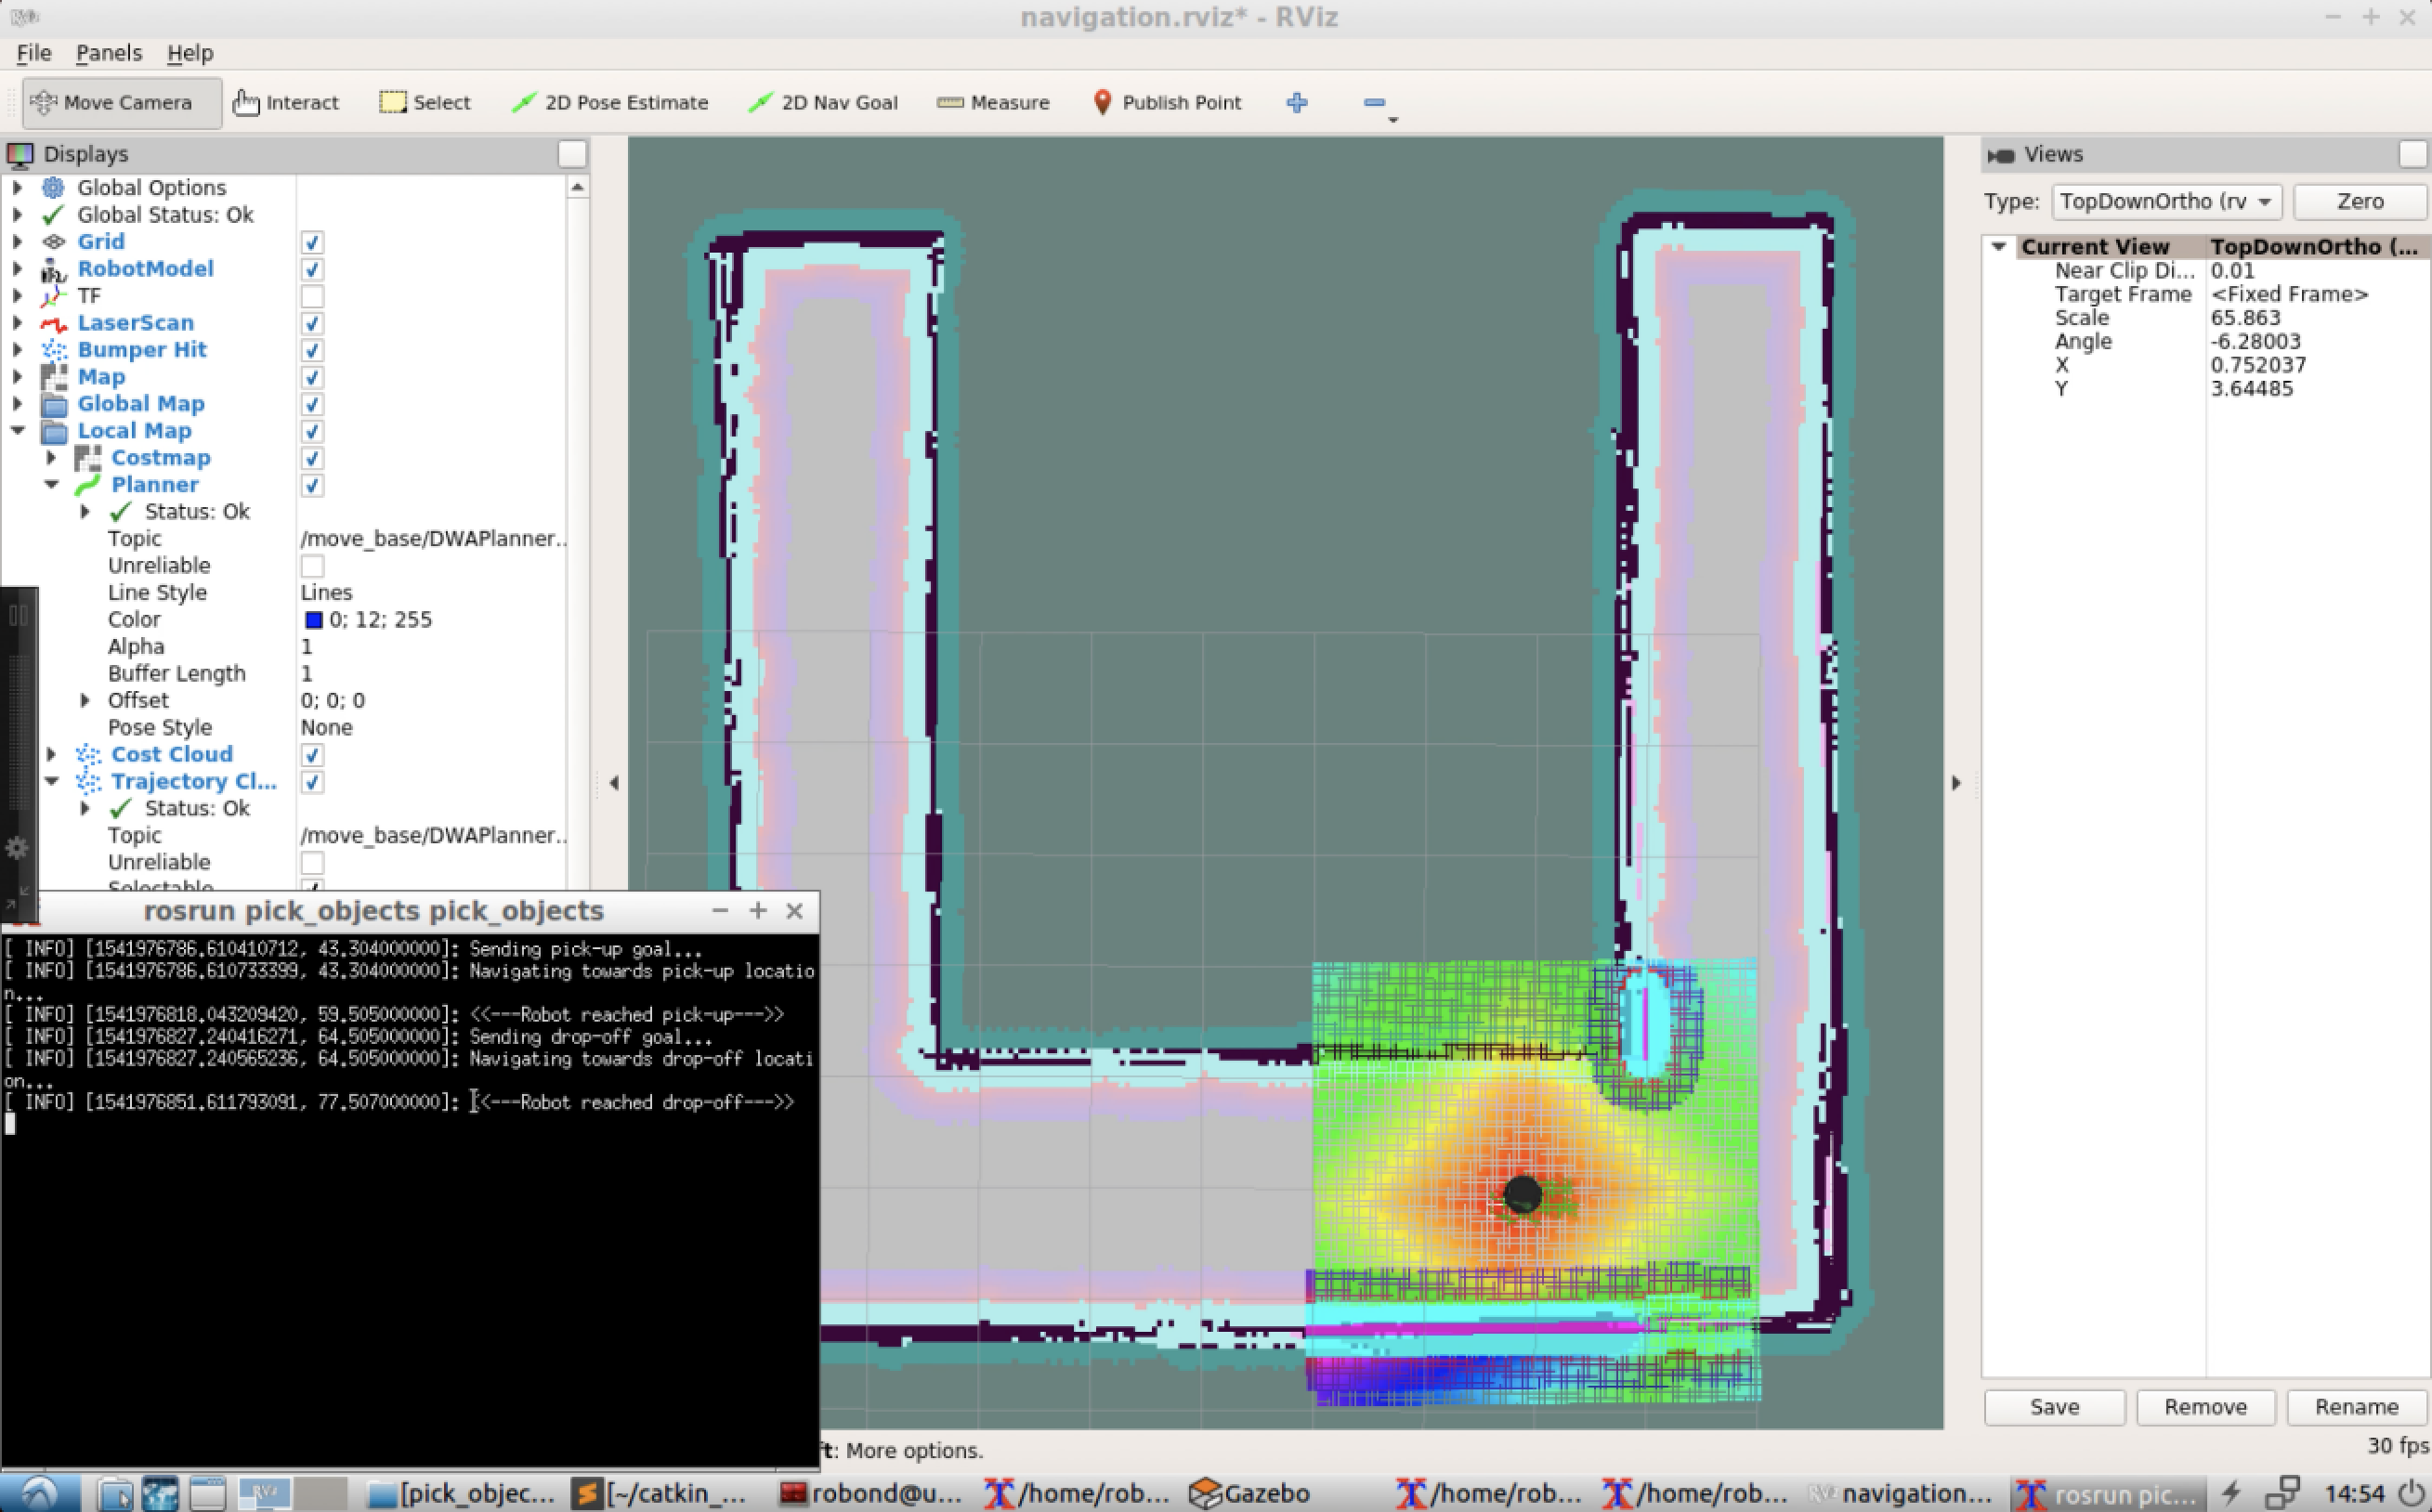 navigation.rviz* - RViz
File Panels Help
Move Camera Interact Select 2D Pose Estimate 2D Nav Goal Measure Publish Point
Displays
Global Options
Global Status: Ok
Grid
RobotModel
TF
LaserScan
Bumper Hit
Map
Global Map
Local Map
Costmap
Planner
Status: Ok
Topic /move_base/DWAPlanner..
Unreliable
Line Style Lines
Color 0; 12; 255
Alpha 1
Buffer Length 1
Offset 0; 0; 0
Pose Style None
Cost Cloud
Trajectory Cl...
Status: Ok
Topic /move_base/DWAPlanner..
Unreliable
Selectable
rosrun pick_objects pick_objects
[ INFO] [1541976786.610410712, 43.304000000]: Sending pick-up goal...
[ INFO] [1541976786.610733399, 43.304000000]: Navigating towards pick-up locatio
n...
[ INFO] [1541976818.043209420, 59.505000000]: <<---Robot reached pick-up--->>
[ INFO] [1541976827.240416271, 64.505000000]: Sending drop-off goal...
[ INFO] [1541976827.240565236, 64.505000000]: Navigating towards drop-off locati
on...
[ INFO] [1541976851.611793091, 77.507000000]: <<---Robot reached drop-off--->>
Views
Type: TopDownOrtho (rv Zero
Current View TopDownOrtho (...
Near Clip Di... 0.01
Target Frame <Fixed Frame>
Scale 65.863
Angle -6.28003
X 0.752037
Y 3.64485
Save Remove Rename
ft: More options.
30 fps
RViz
[pick_objec... [~/catkin_... robond@u... /home/rob... Gazebo /home/rob... /home/rob... RViz navigation... rosrun pic... 14:54